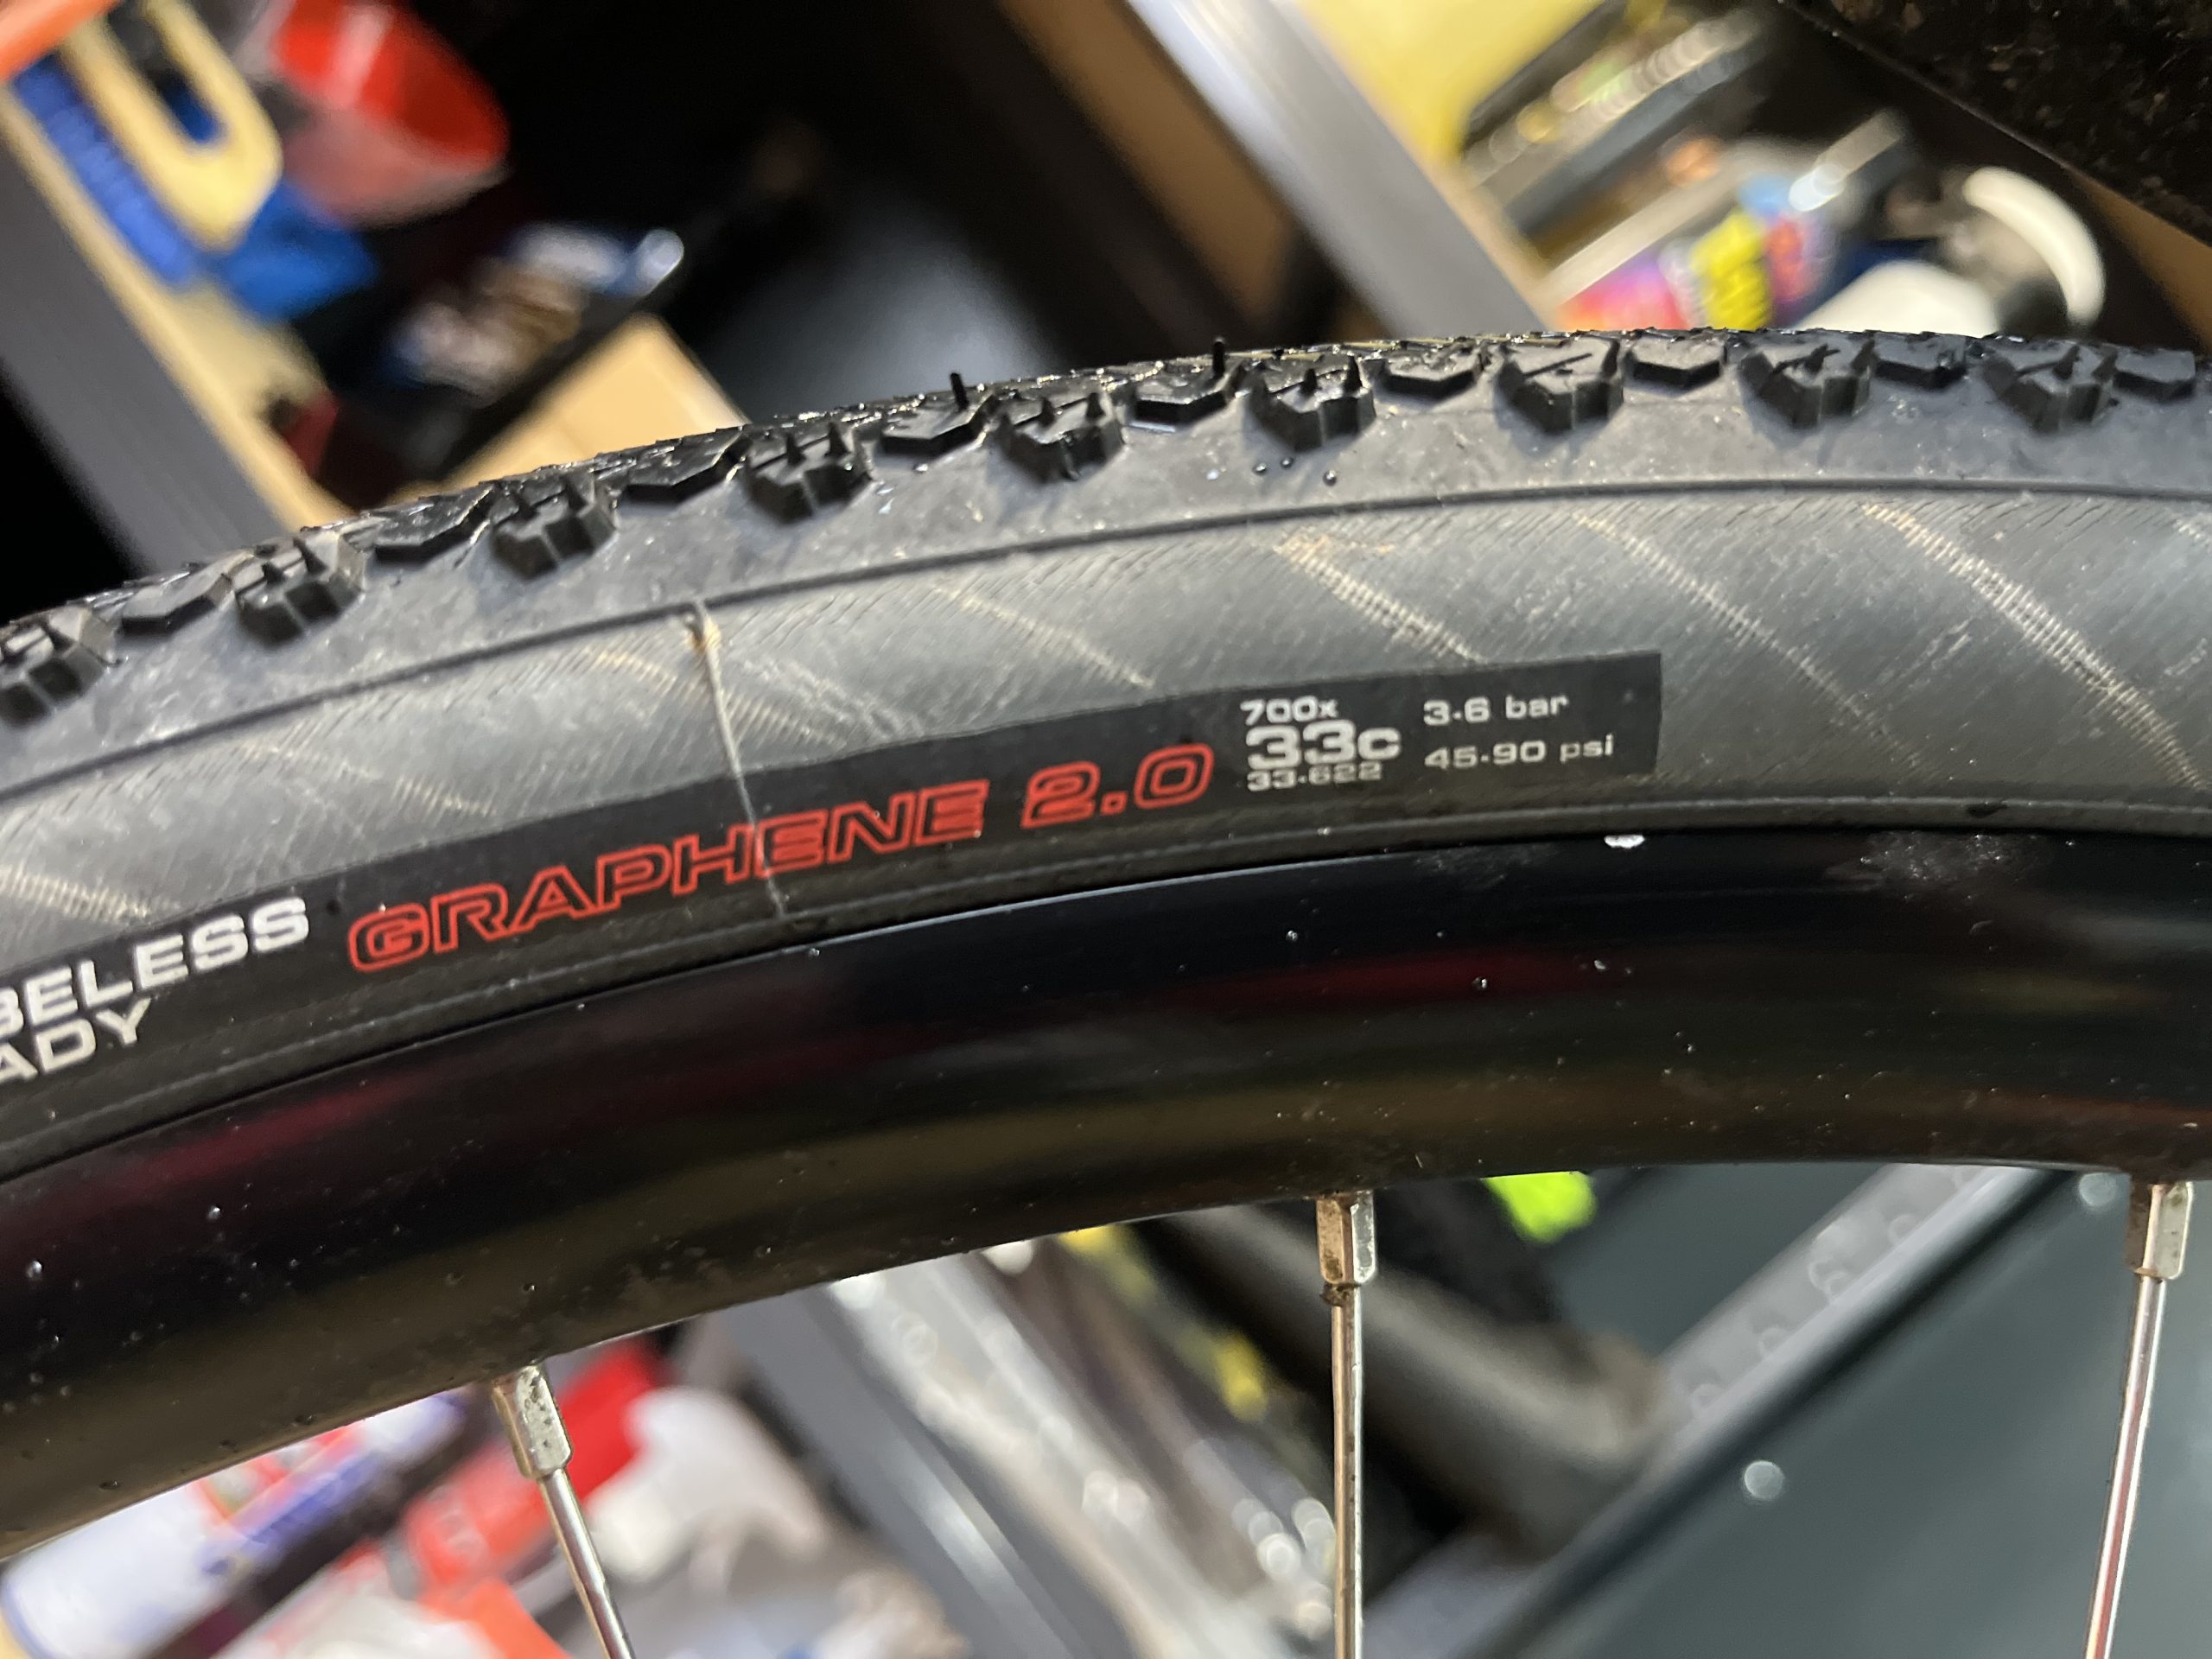 BELESS
ADY
GRAPHENE 2.0
700x
33c
33-622
3-6 bar
45-90 psi